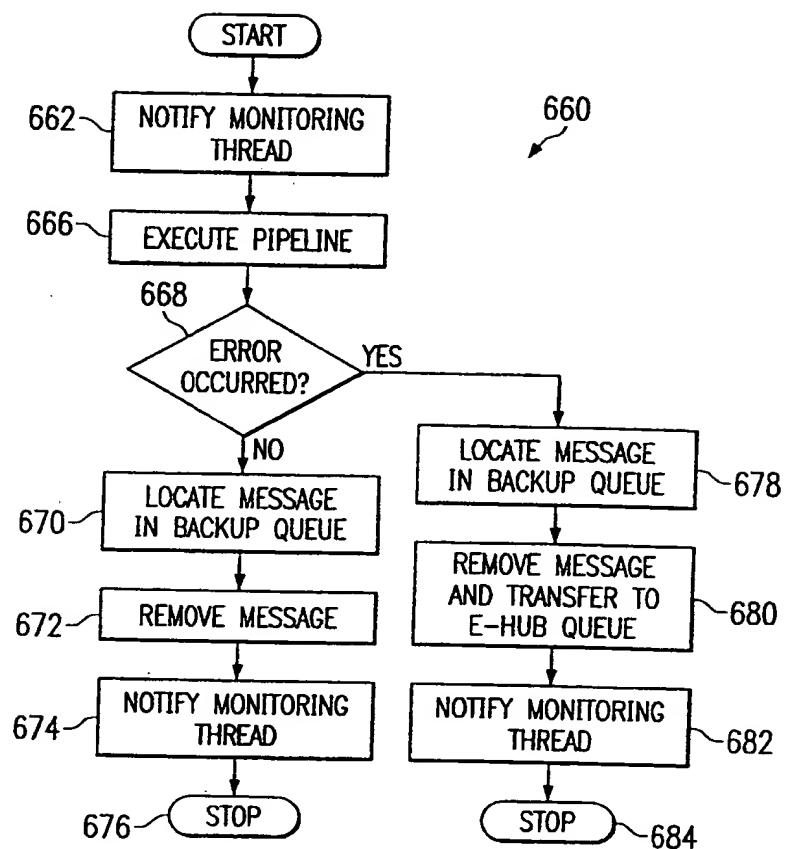 START
660
662
NOTIFY MONITORING
THREAD
666
EXECUTE PIPELINE
668
ERROR
OCCURRED?
YES
NO
670
LOCATE MESSAGE
IN BACKUP QUEUE
672
REMOVE MESSAGE
674
NOTIFY MONITORING
THREAD
676
STOP
LOCATE MESSAGE
IN BACKUP QUEUE
678
REMOVE MESSAGE
AND TRANSFER TO
E-HUB QUEUE
680
NOTIFY MONITORING
THREAD
682
STOP
684